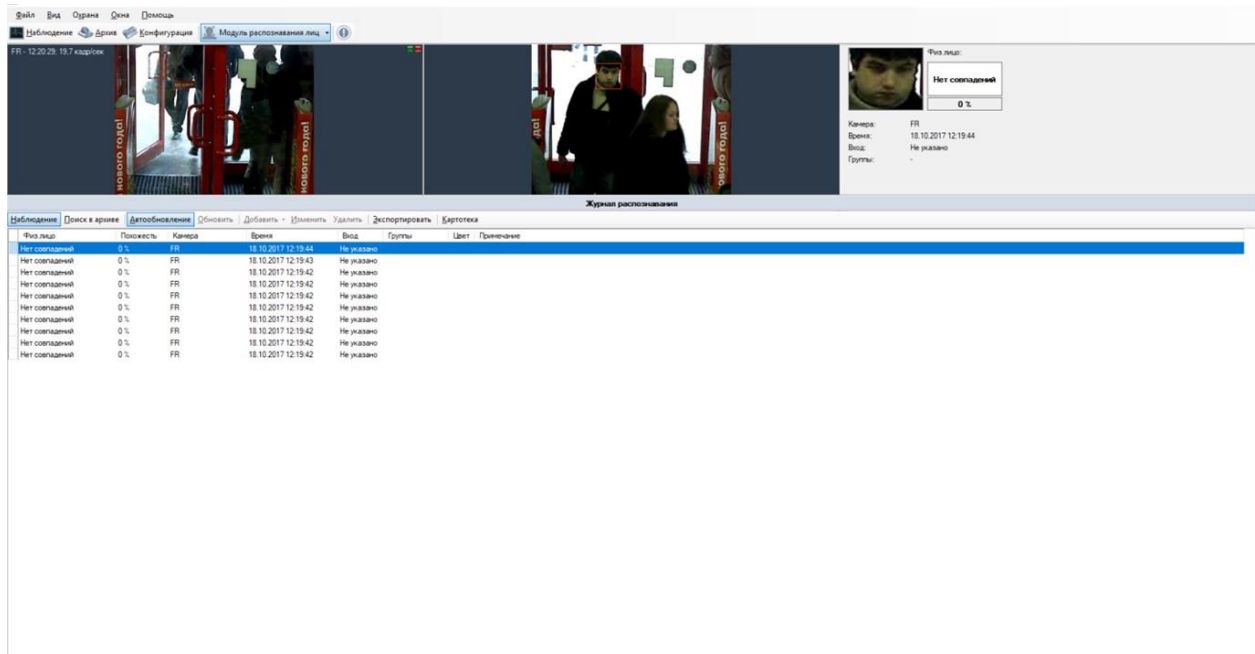 Файл Вид Охрана Окна Помощь
Наблюдение Архив Конфигурация Модуль распознавания лиц
FR - 12:20:29: 19,7 кадр/сек
нового года!
нового года!
ода!
ового года!
Физ.лицо:
Нет совпадений
0 %
Камера: FR
Время: 18.10.2017 12:19:44
Вход: Не указано
Группы: -
Журнал распознавания
Наблюдение Поиск в архиве Автообновление Обновить Добавить Изменить Удалить Экспортировать Картотека
Физ.лицо Похожесть Камера Время Вход Группы Цвет Примечание
Нет совпадений 0 % FR 18.10.2017 12:19:44 Не указано
Нет совпадений 0 % FR 18.10.2017 12:19:43 Не указано
Нет совпадений 0 % FR 18.10.2017 12:19:42 Не указано
Нет совпадений 0 % FR 18.10.2017 12:19:42 Не указано
Нет совпадений 0 % FR 18.10.2017 12:19:42 Не указано
Нет совпадений 0 % FR 18.10.2017 12:19:42 Не указано
Нет совпадений 0 % FR 18.10.2017 12:19:42 Не указано
Нет совпадений 0 % FR 18.10.2017 12:19:42 Не указано
Нет совпадений 0 % FR 18.10.2017 12:19:42 Не указано
Нет совпадений 0 % FR 18.10.2017 12:19:42 Не указано